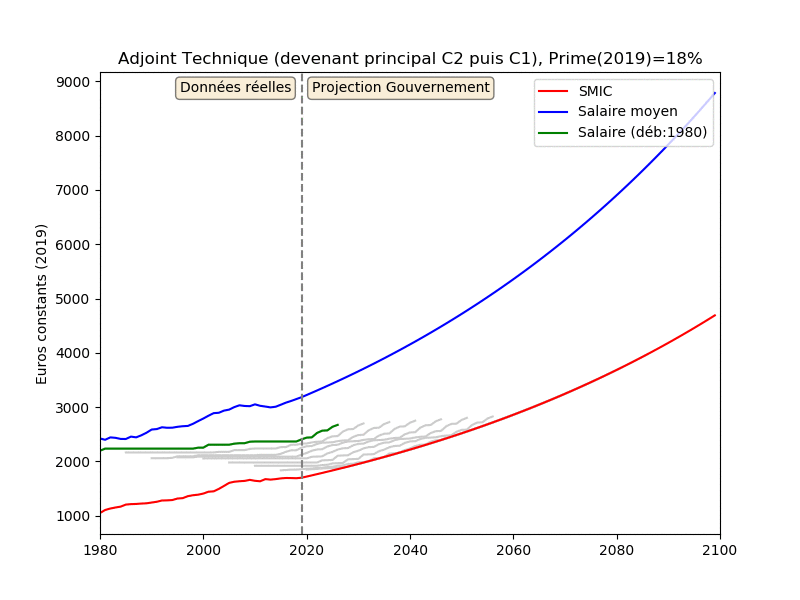 Adjoint Technique (devenant principal C2 puis C1), Prime(2019)=18%
Données réelles
Projection Gouvernement
SMIC
Salaire moyen
Salaire (déb:1980)
Euros constants (2019)
9000
8000
7000
6000
5000
4000
3000
2000
1000
1980
2000
2020
2040
2060
2080
2100